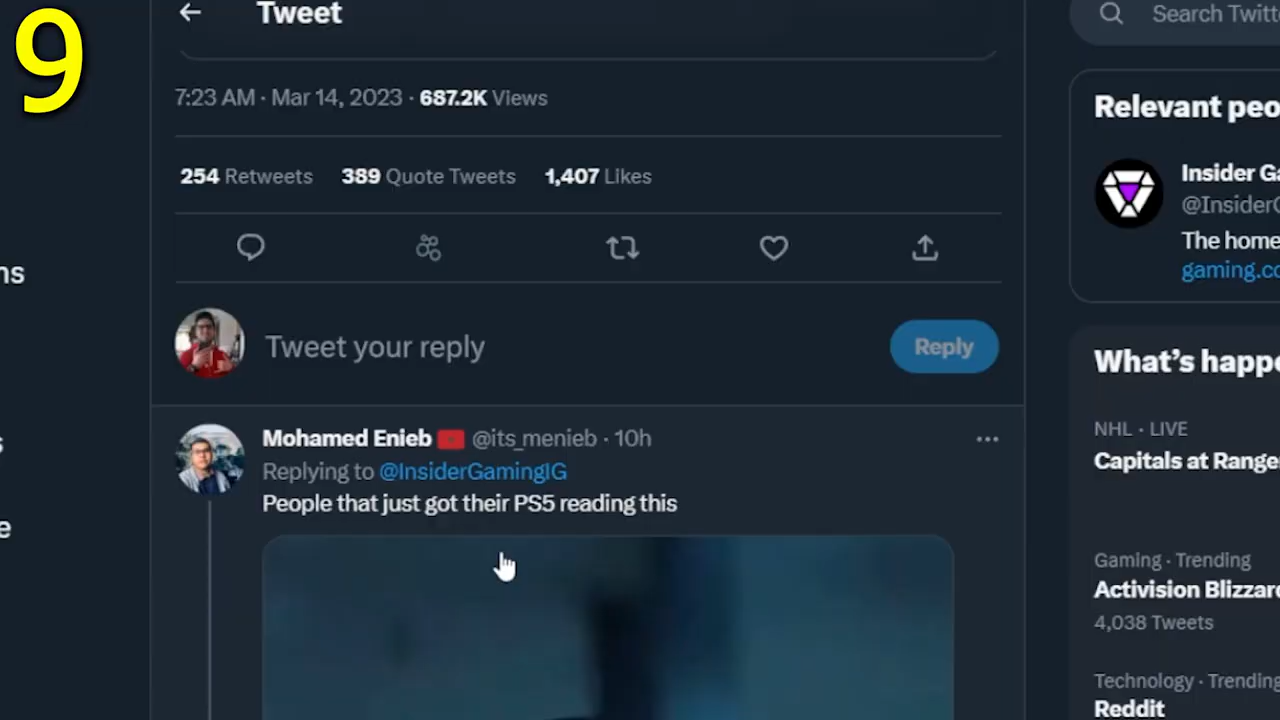 9
Tweet
Search Twitt
7:23 AM · Mar 14, 2023 · 687.2K Views
254 Retweets 389 Quote Tweets 1,407 Likes
Tweet your reply
Reply
Mohamed Enieb @its_menieb · 10h
Replying to @InsiderGamingIG
People that just got their PS5 reading this
ns
s
e
Relevant peo
Insider Ga
@InsiderG
The home
gaming.co
What's happe
NHL · LIVE
Capitals at Range
Gaming · Trending
Activision Blizzard
4,038 Tweets
Technology · Trending
Reddit